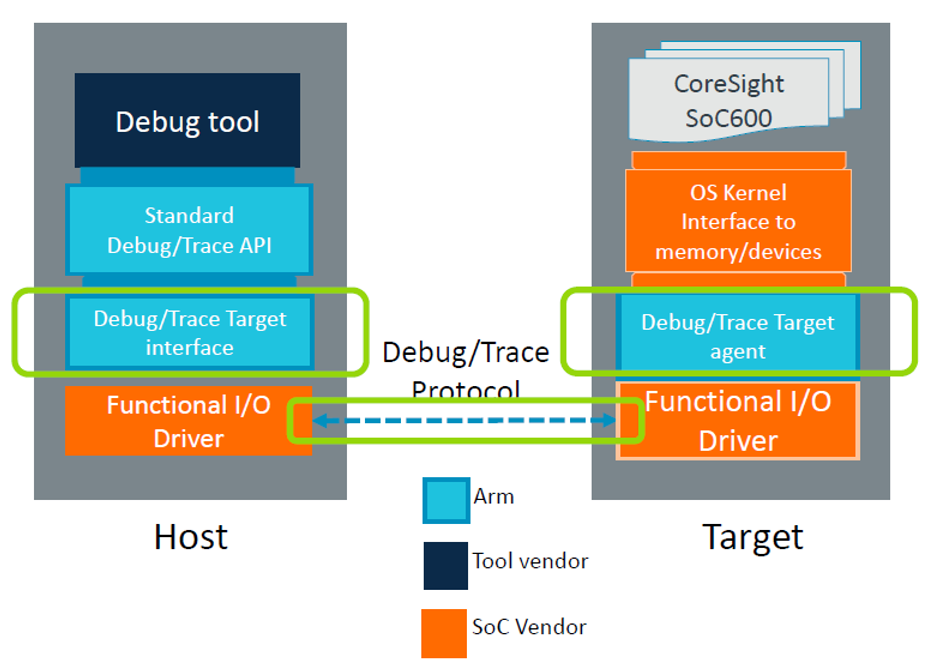 Debug tool
Standard
Debug/Trace API
Debug/Trace Target
interface
Functional I/O
Driver
Host
Debug/Trace
Protocol
CoreSight
SoC600
OS Kernel
Interface to
memory/devices
Debug/Trace Target
agent
Functional I/O
Driver
Target
Arm
Tool vendor
SoC Vendor